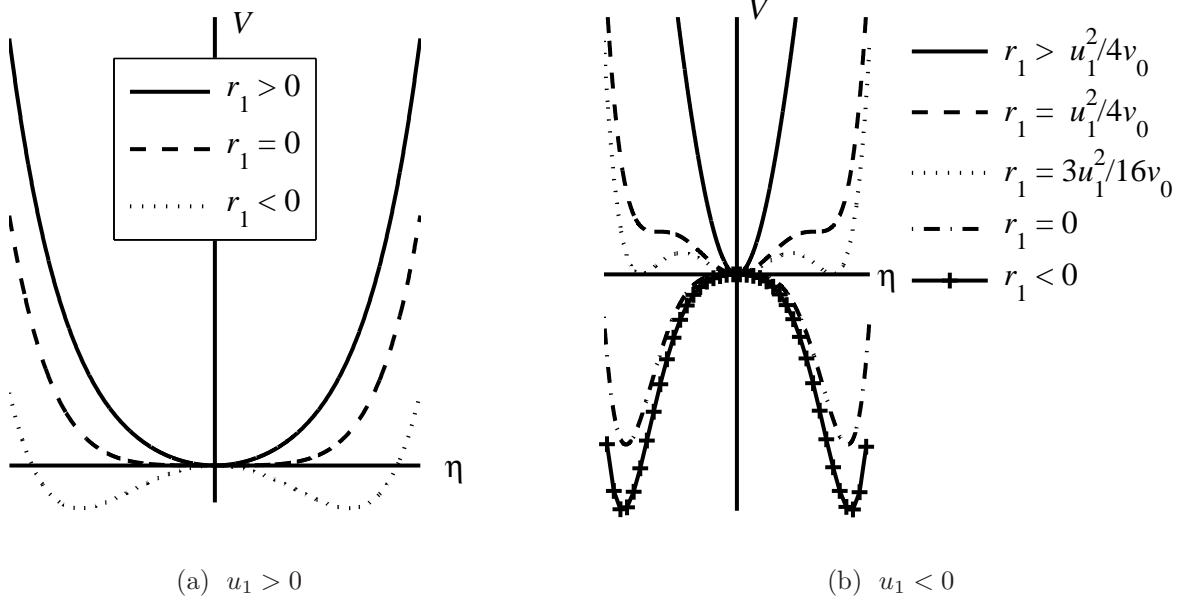 V
r₁ > 0
r₁ = 0
r₁ < 0
η
(a) u₁ > 0
V
r₁ > u₁²/4v₀
r₁ = u₁²/4v₀
r₁ = 3u₁²/16v₀
r₁ = 0
r₁ < 0
η
(b) u₁ < 0